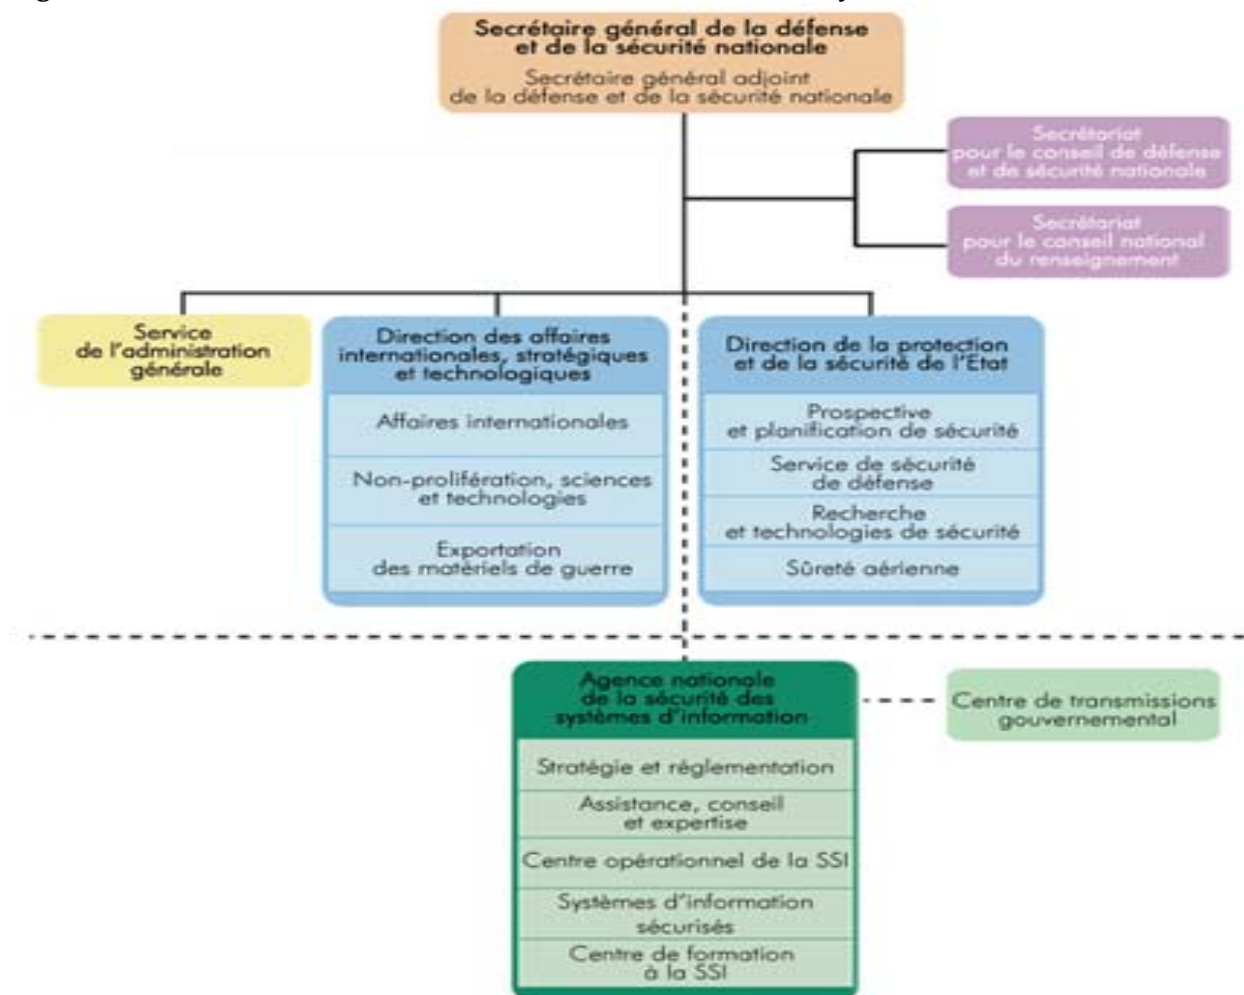 Secrétaire général de la défense
et de la sécurité nationale
Secrétaire général adjoint
de la défense et de la sécurité nationale
Secrétariat
pour le conseil de défense
et de sécurité nationale
Secrétariat
pour le conseil national
du renseignement
Service
de l'administration
générale
Direction des affaires
internationales, stratégiques
et technologiques
Affaires internationales
Non-prolifération, sciences
et technologies
Exportation
des matériels de guerre
Direction de la protection
et de la sécurité de l'Etat
Prospective
et planification de sécurité
Service de sécurité
de défense
Recherche
et technologies de sécurité
Sûreté aérienne
Agence nationale
de la sécurité des
systèmes d'information
Stratégie et réglementation
Assistance, conseil
et expertise
Centre opérationnel de la SSI
Systèmes d'information
sécurisés
Centre de formation
à la SSI
Centre de transmissions
gouvernemental